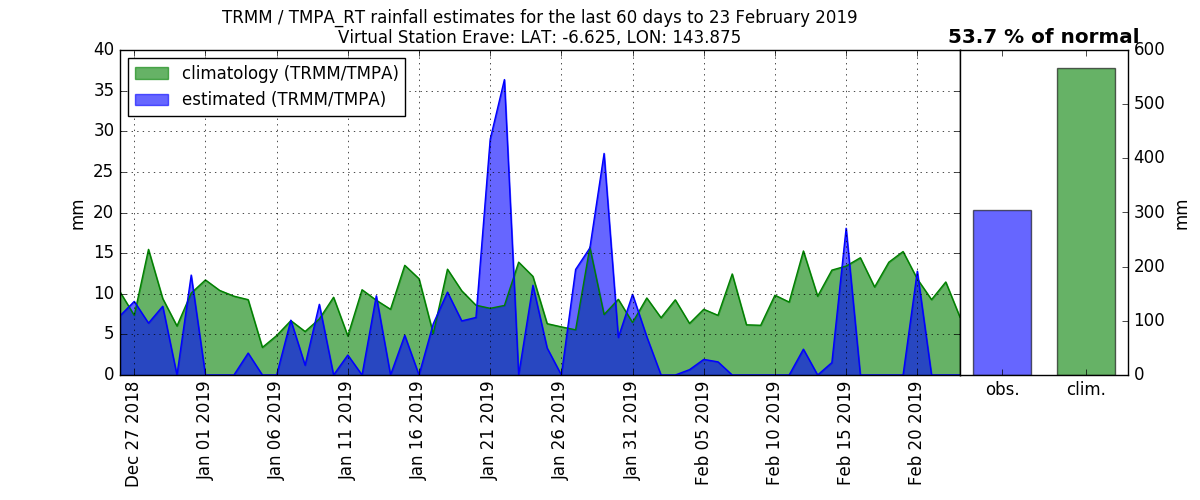 TRMM / TMPA_RT rainfall estimates for the last 60 days to 23 February 2019
Virtual Station Erave: LAT: -6.625, LON: 143.875
53.7 % of normal
climatology (TRMM/TMPA)
estimated (TRMM/TMPA)
40
35
30
25
20
15
10
5
0
mm
Dec 27 2018
Jan 01 2019
Jan 06 2019
Jan 11 2019
Jan 16 2019
Jan 21 2019
Jan 26 2019
Jan 31 2019
Feb 05 2019
Feb 10 2019
Feb 15 2019
Feb 20 2019
obs.
clim.
600
500
400
300
200
100
0
mm